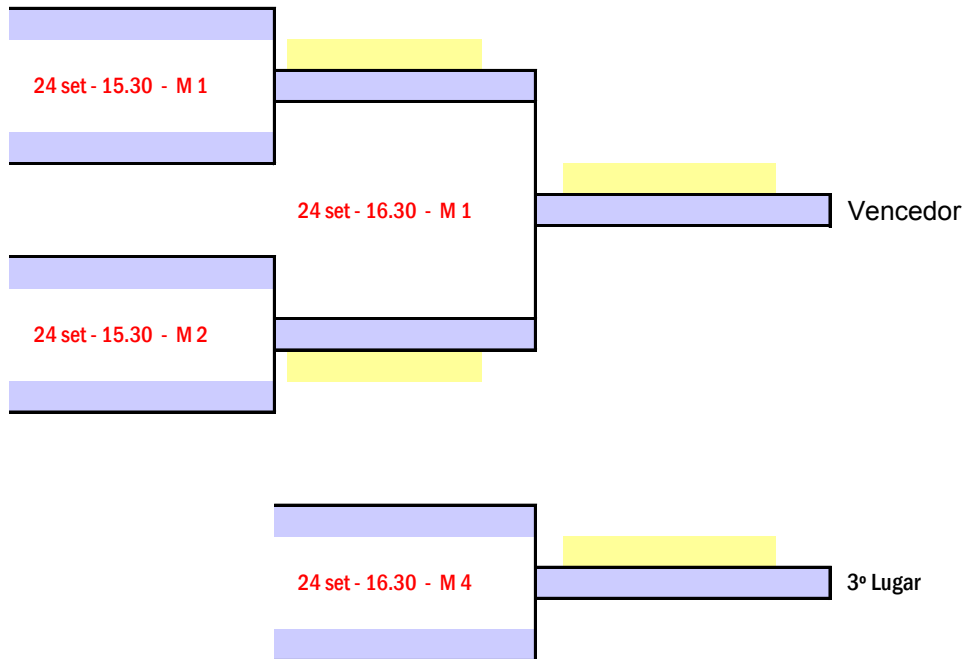 24 set - 15.30 - M 1
24 set - 16.30 - M 1
Vencedor
24 set - 15.30 - M 2
24 set - 16.30 - M 4
3º Lugar